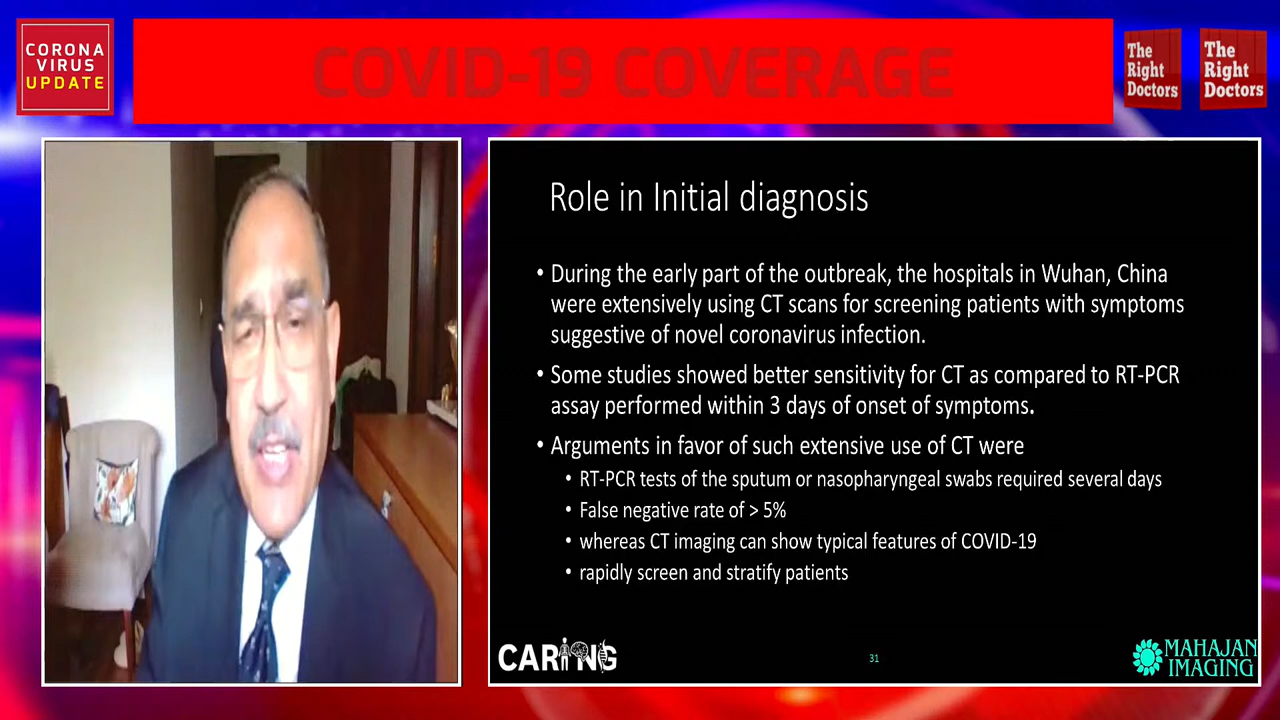 CORONA
VIRUS
UPDATE
COVID-19 COVERAGE
The
Right
Doctors
The
Right
Doctors
Role in Initial diagnosis
• During the early part of the outbreak, the hospitals in Wuhan, China
were extensively using CT scans for screening patients with symptoms
suggestive of novel coronavirus infection.
• Some studies showed better sensitivity for CT as compared to RT-PCR
assay performed within 3 days of onset of symptoms.
• Arguments in favor of such extensive use of CT were
• RT-PCR tests of the sputum or nasopharyngeal swabs required several days
• False negative rate of > 5%
• whereas CT imaging can show typical features of COVID-19
• rapidly screen and stratify patients
CARING
31
MAHAJAN
IMAGING